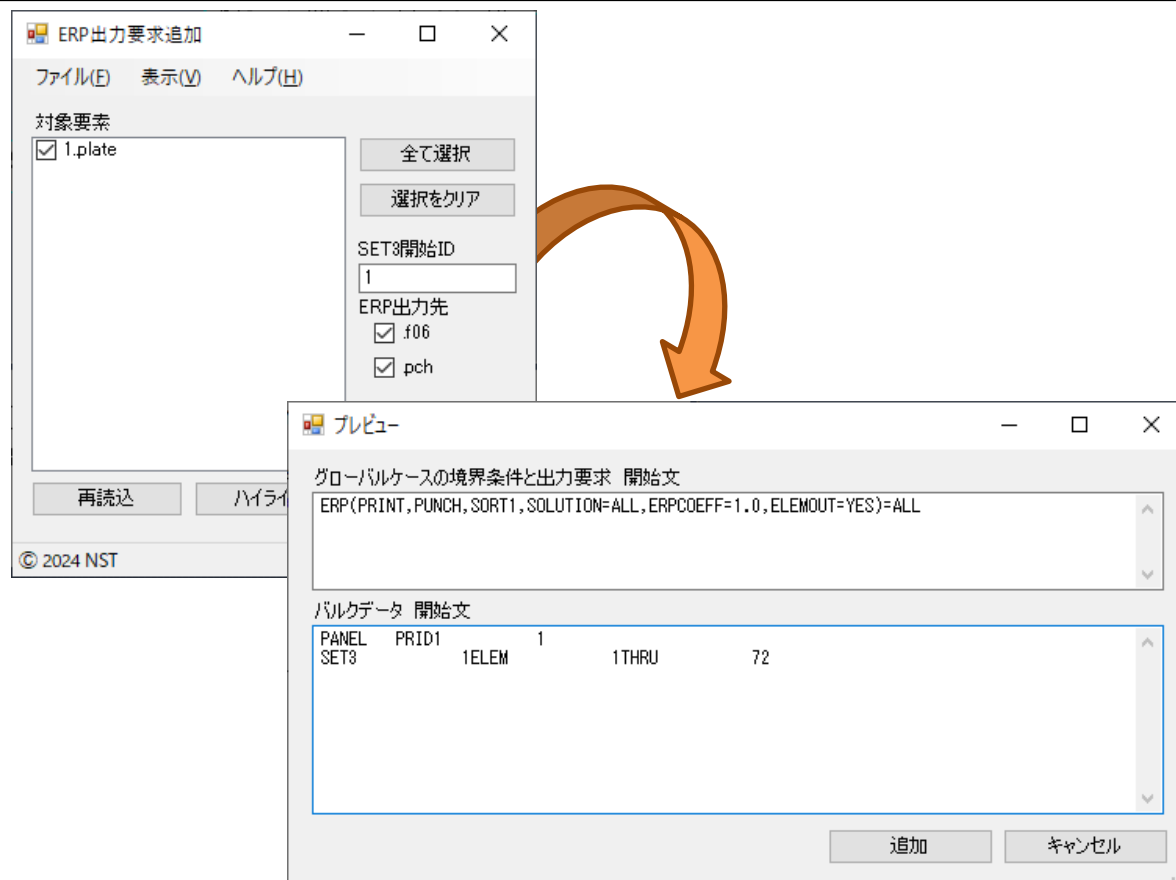 ERP出力要求追加
ファイル(F) 表示(V) ヘルプ(H)
対象要素
1.plate
全て選択
選択をクリア
SET3開始ID
1
ERP出力先
.f06
.pch
再読込
© 2024 NST
プレビュー
グローバルケースの境界条件と出力要求 開始文
ERP(PRINT,PUNCH,SORT1,SOLUTION=ALL,ERPCOEFF=1.0,ELEMOUT=YES)=ALL
バルクデータ 開始文
PANEL PRID1 1
SET3 1ELEM 1THRU 72
追加 キャンセル